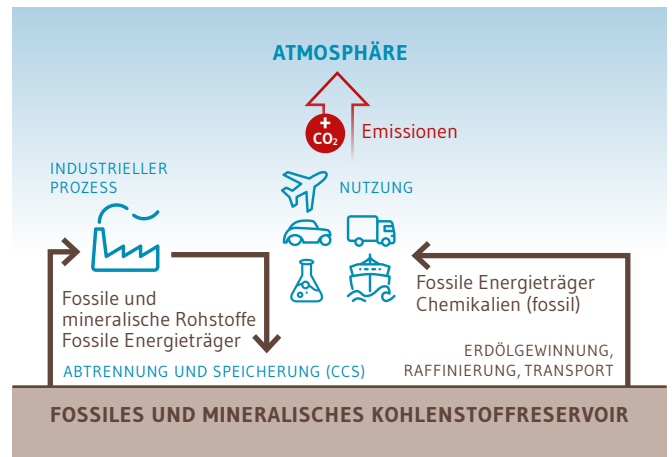 ATMOSPHÄRE
+
CO₂
Emissionen
INDUSTRIELLER
PROZESS
NUTZUNG
Fossile und
mineralische Rohstoffe
Fossile Energieträger
Fossile Energieträger
Chemikalien (fossil)
ABTRENNUNG UND SPEICHERUNG (CCS)
ERDÖLGEWINNUNG,
RAFFINIERUNG, TRANSPORT
FOSSILES UND MINERALISCHES KOHLENSTOFFRESERVOIR